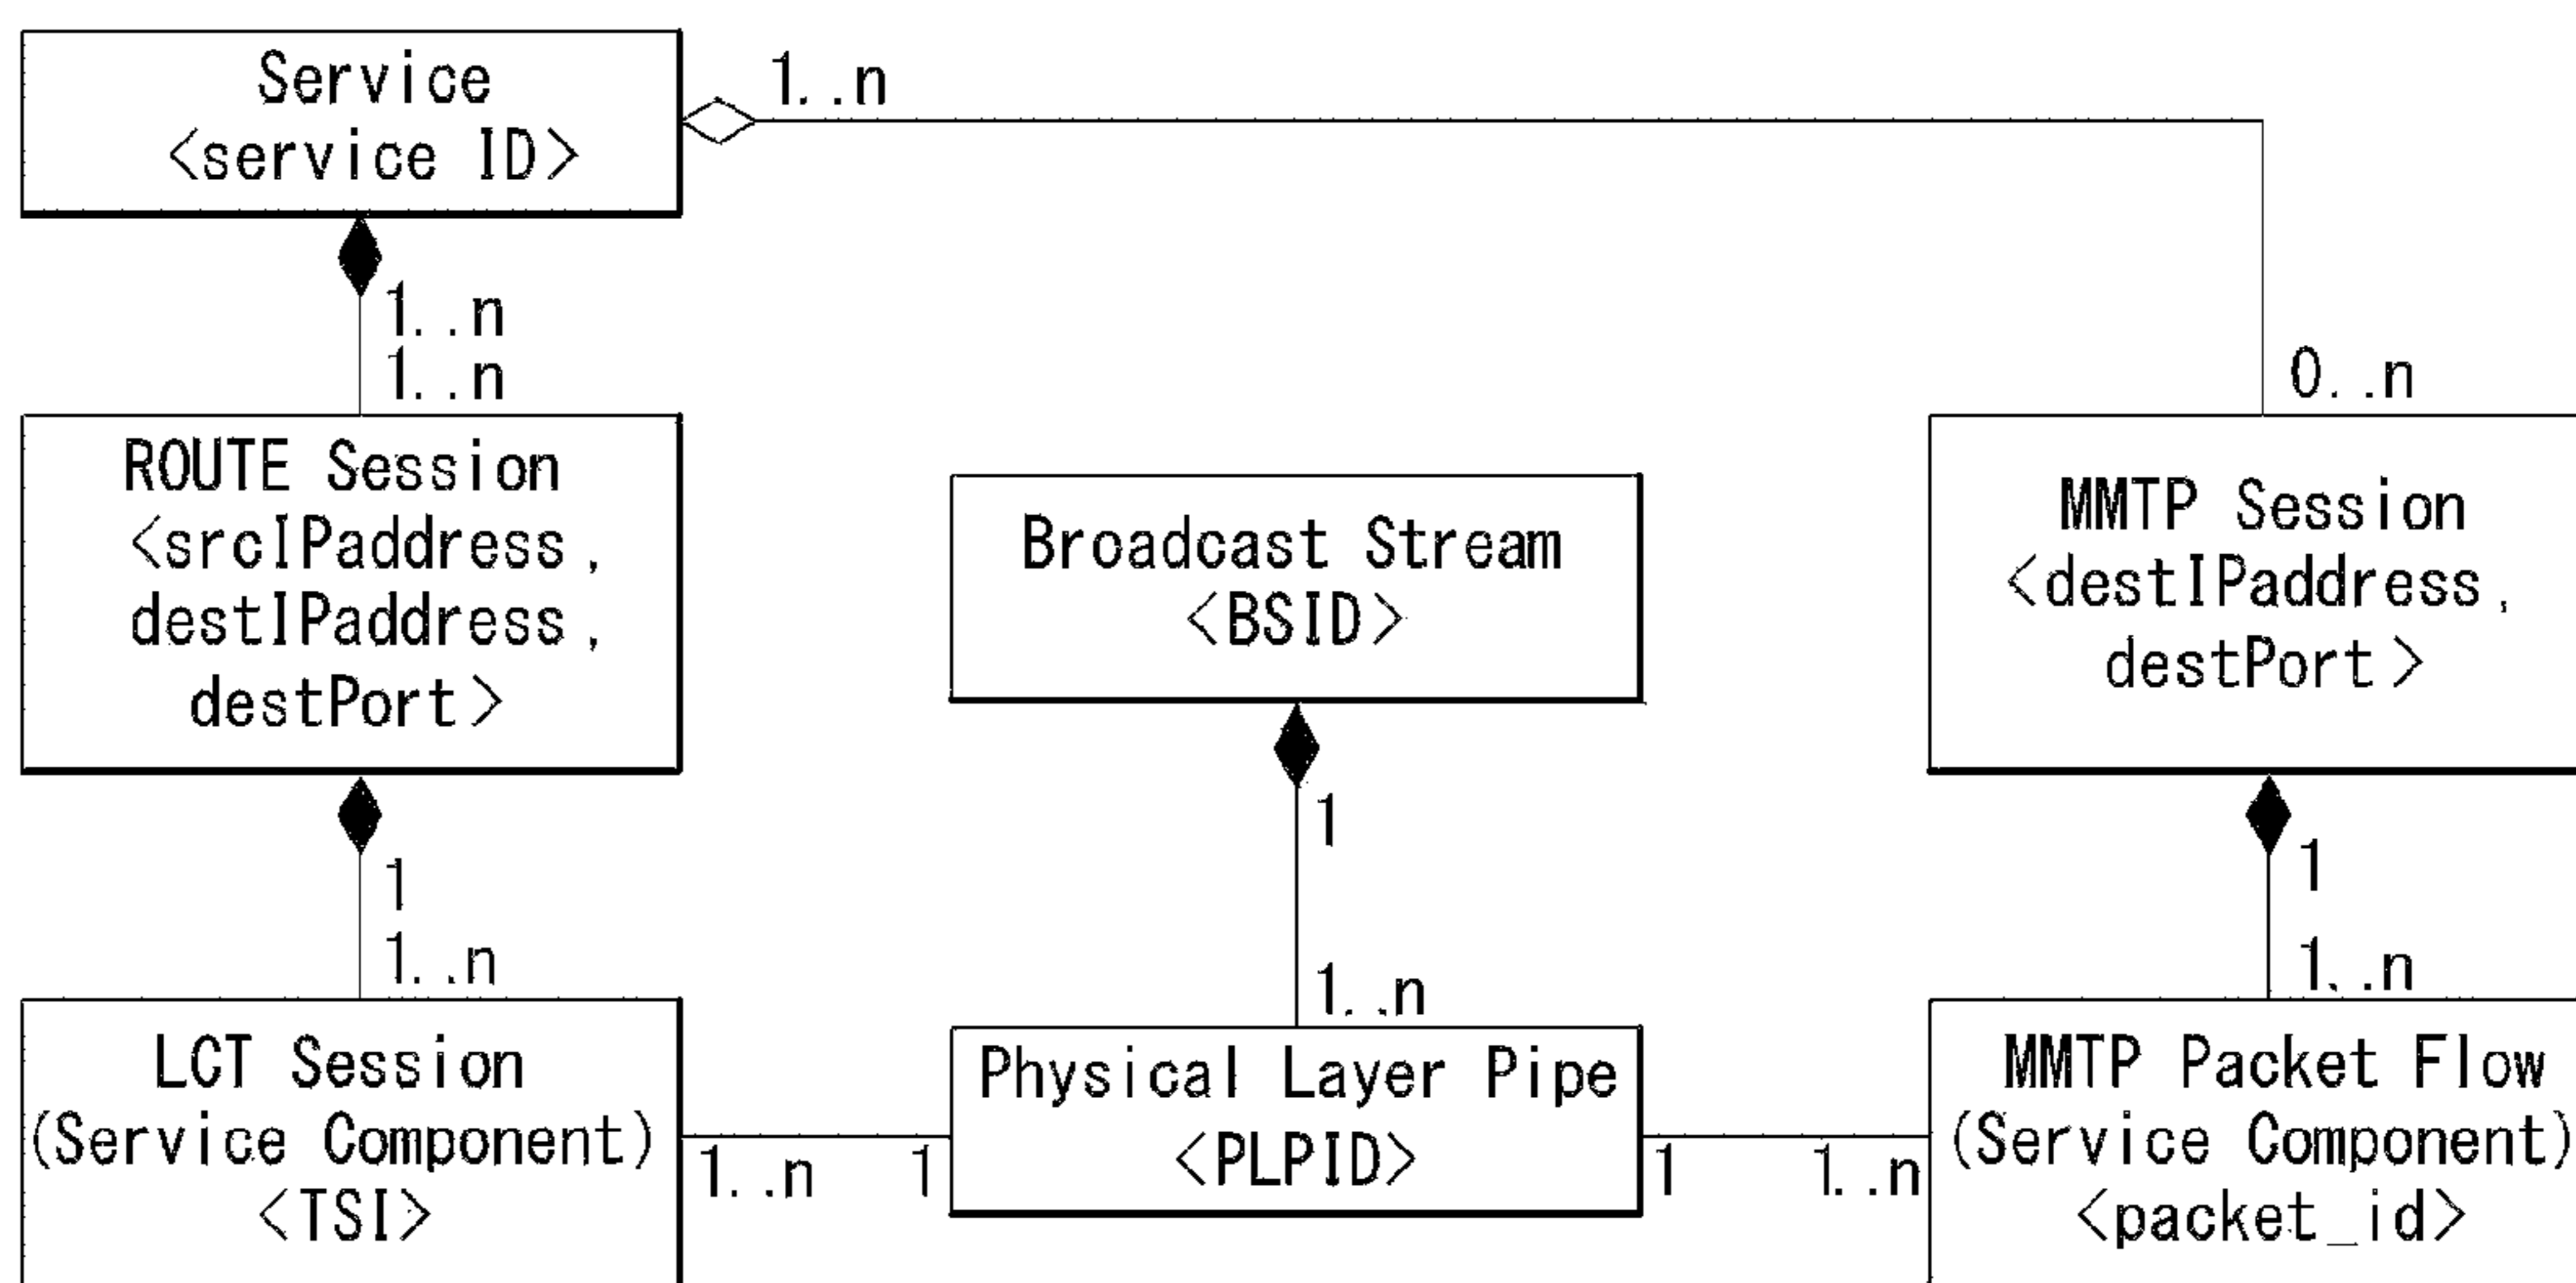 Service
<service ID>
1..n
1..n
1..n
0..n
ROUTE Session
<srcIPaddress,
destIPaddress,
destPort>
Broadcast Stream
<BSID>
MMTP Session
<destIPaddress,
destPort>
1
1..n
1
1..n
1
1..n
LCT Session
(Service Component)
<TSI>
1..n
1
Physical Layer Pipe
<PLPID>
1
1..n
MMTP Packet Flow
(Service Component)
<packet_id>